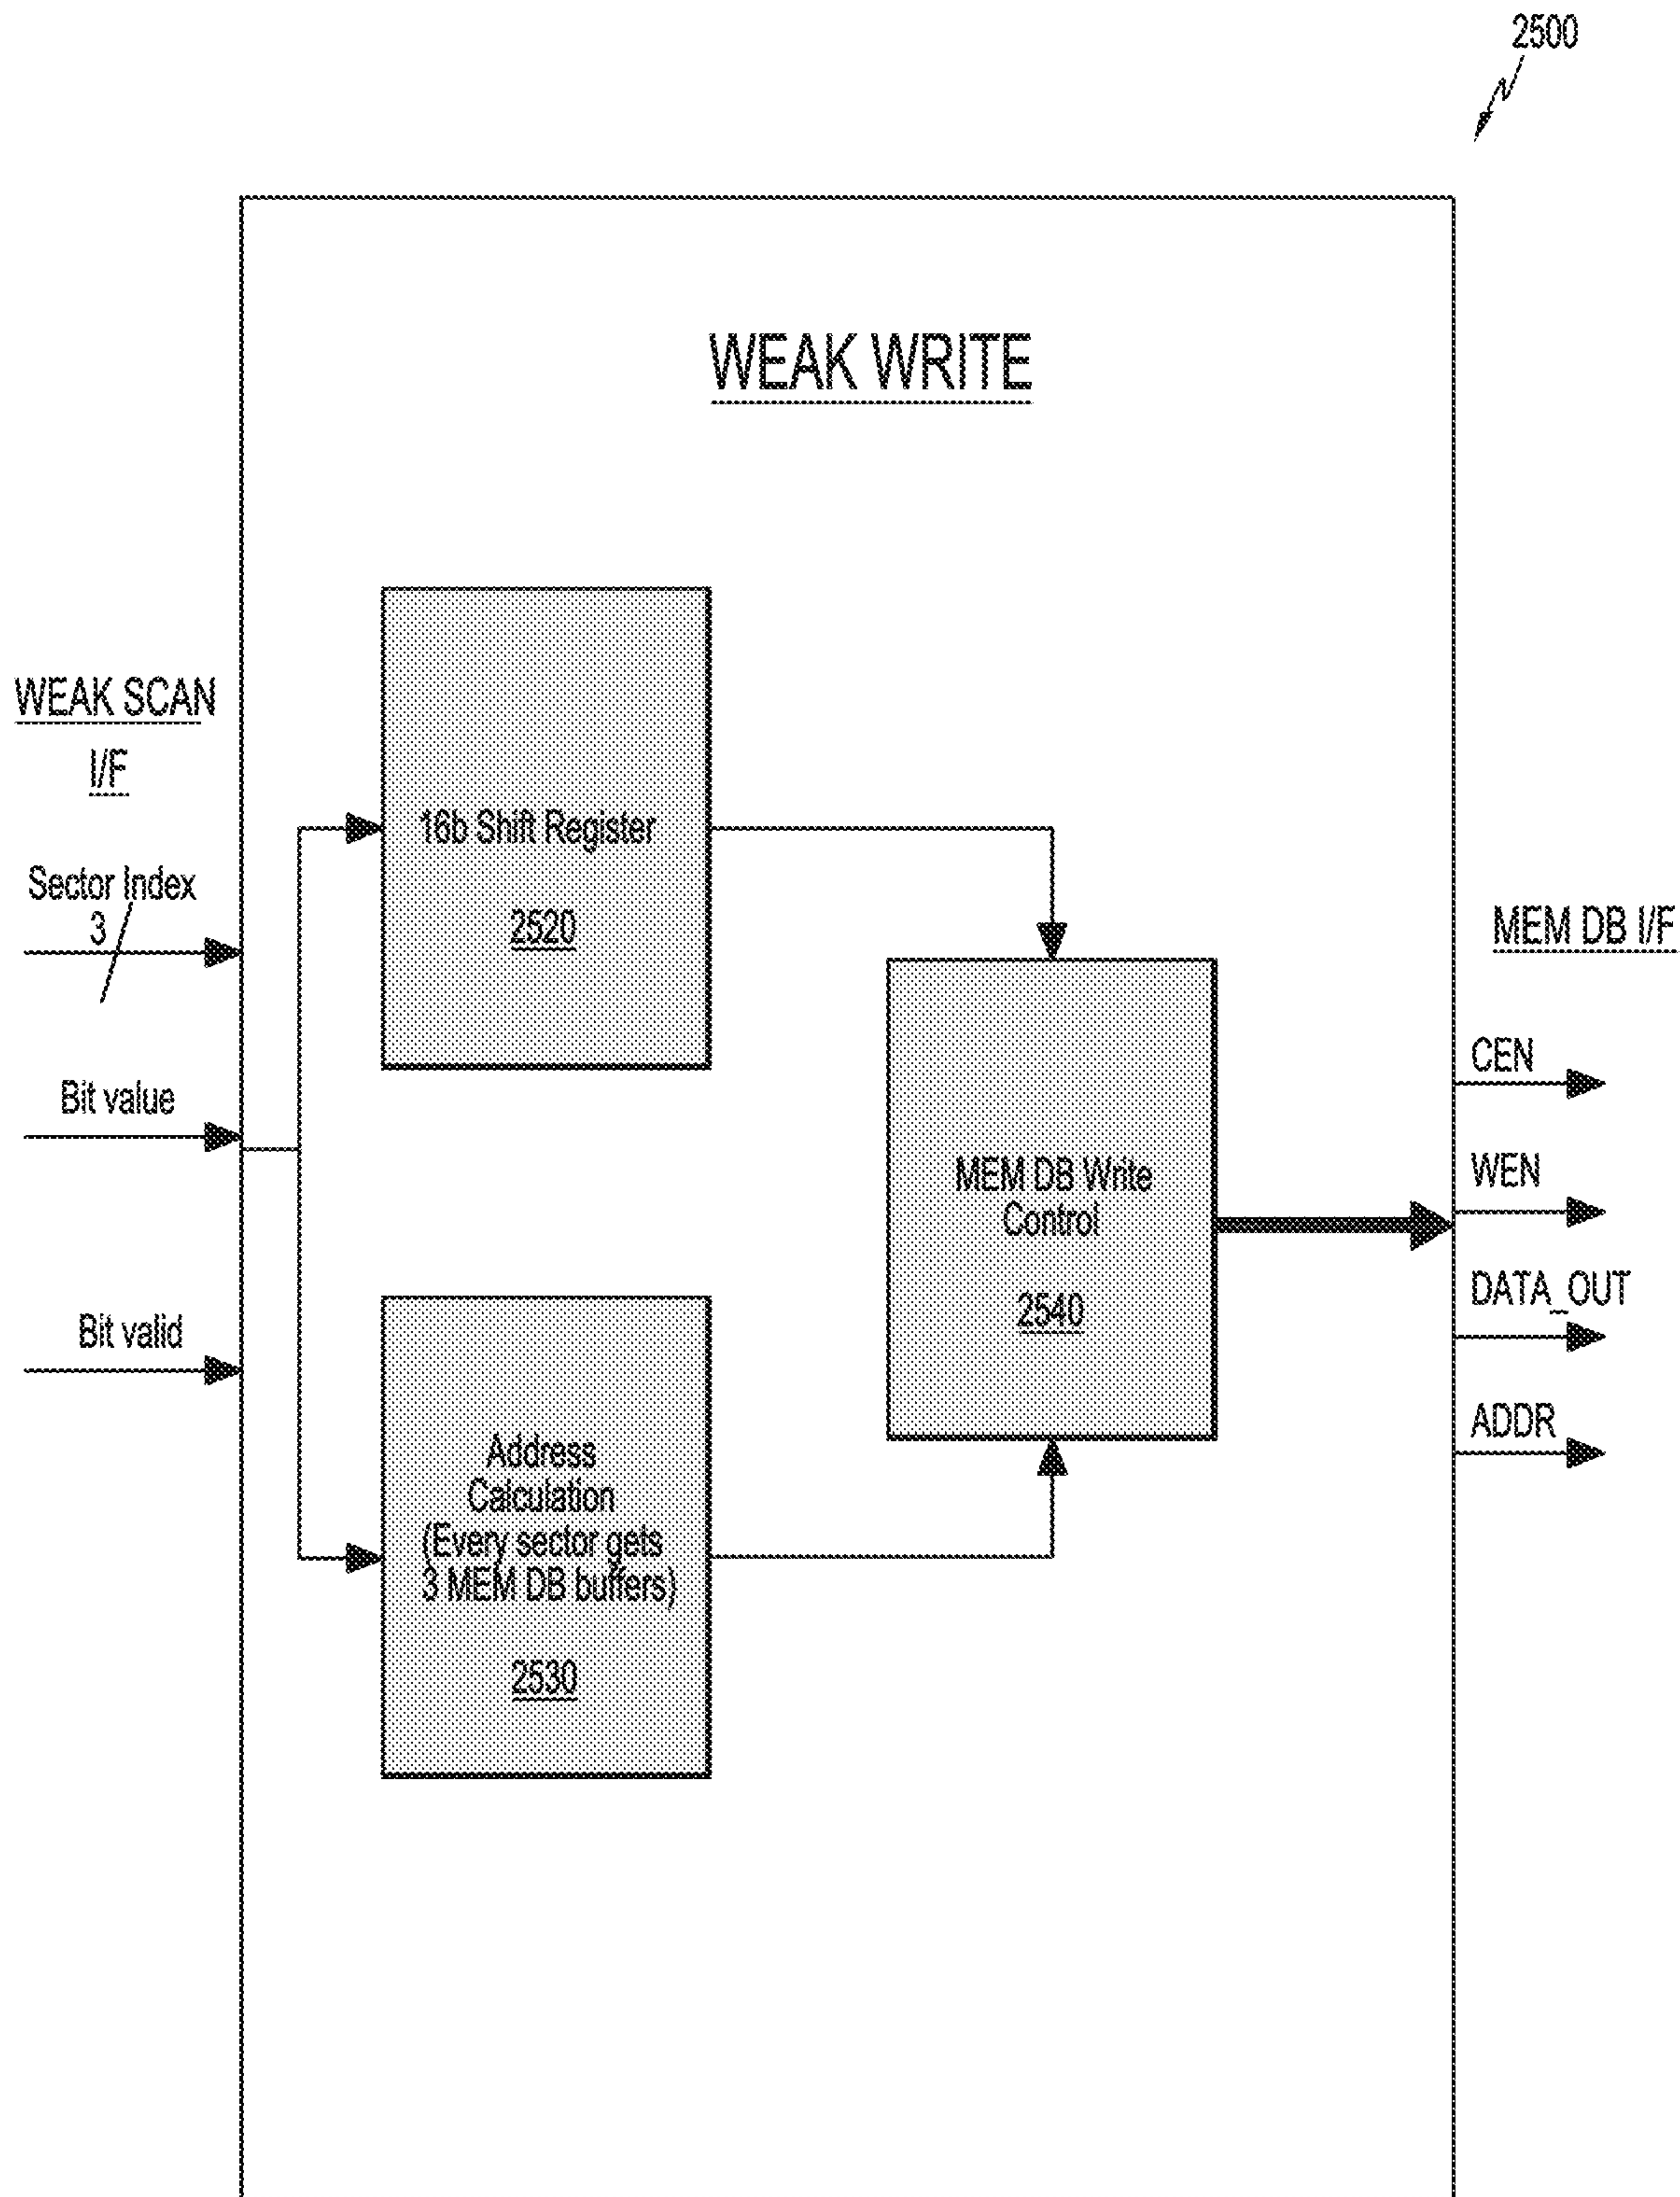 2500
WEAK WRITE
WEAK SCAN
I/F
Sector Index
3
Bit value
Bit valid
16b Shift Register
2520
Address
Calculation
(Every sector gets
3 MEM DB buffers)
2530
MEM DB Write
Control
2540
MEM DB I/F
CEN
WEN
DATA_OUT
ADDR